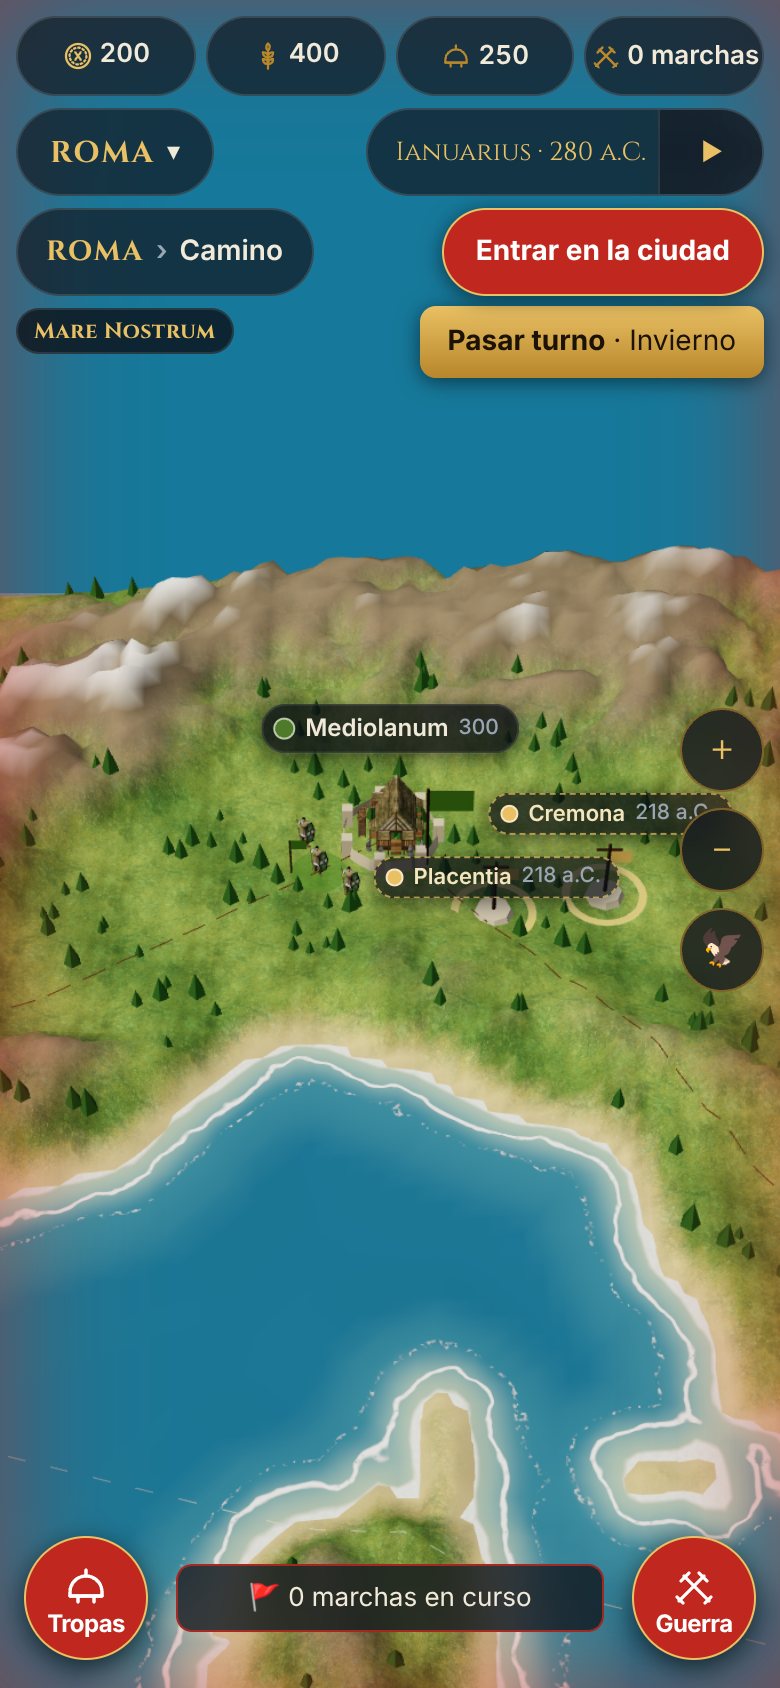 200
400
250
0 marchas
ROMA ▾
IANUARIUS · 280 A.C.
ROMA › Camino
Entrar en la ciudad
MARE NOSTRUM
Pasar turno · Invierno
Mediolanum 300
Cremona 218 a.C.
Placentia 218 a.C.
+
−
0 marchas en curso
Tropas
Guerra